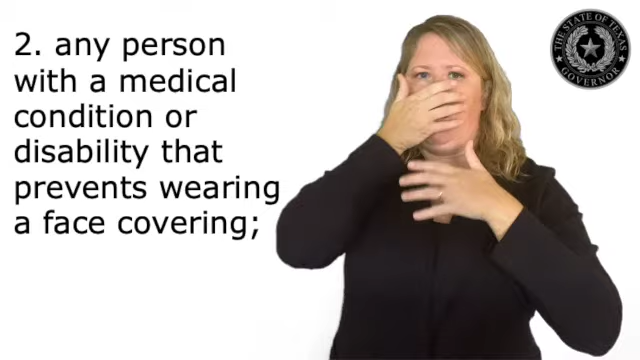 2. any person
with a medical
condition or
disability that
prevents wearing
a face covering;
THE STATE OF TEXAS
GOVERNOR